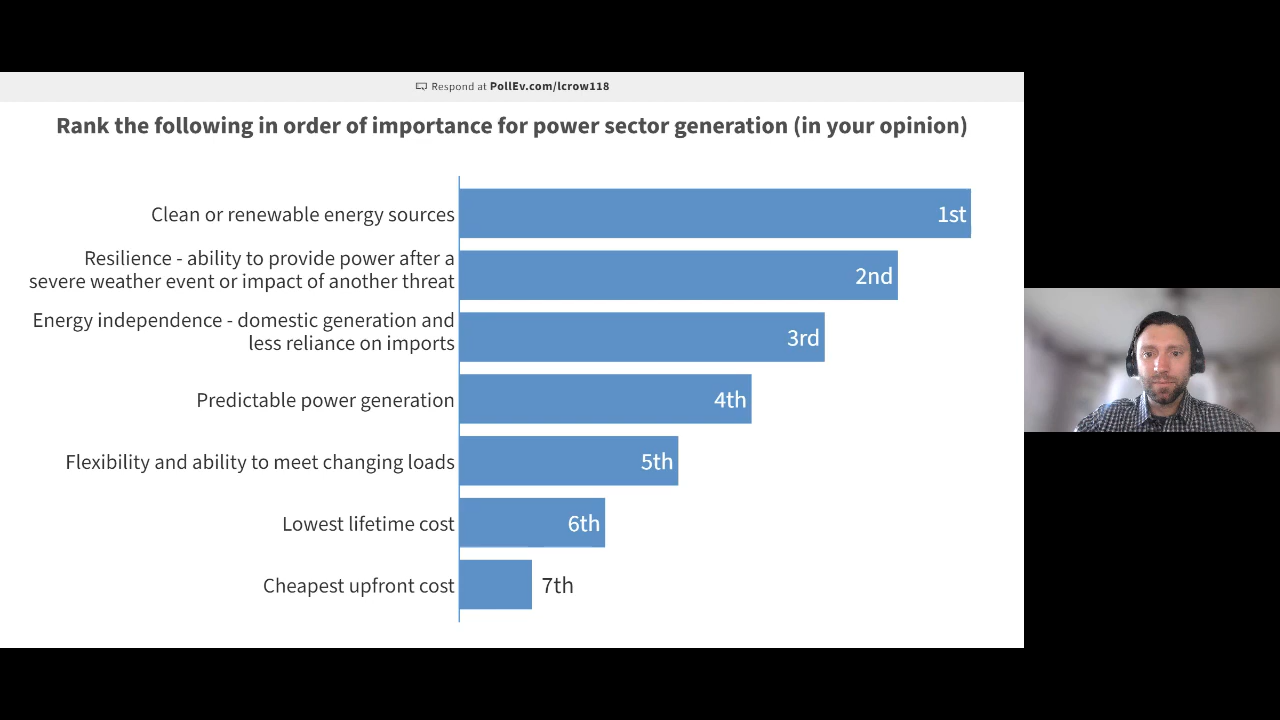 Respond at PollEv.com/lcrow118
Rank the following in order of importance for power sector generation (in your opinion)
Clean or renewable energy sources
1st
Resilience - ability to provide power after a
severe weather event or impact of another threat
2nd
Energy independence - domestic generation and
less reliance on imports
3rd
Predictable power generation
4th
Flexibility and ability to meet changing loads
5th
Lowest lifetime cost
6th
Cheapest upfront cost
7th